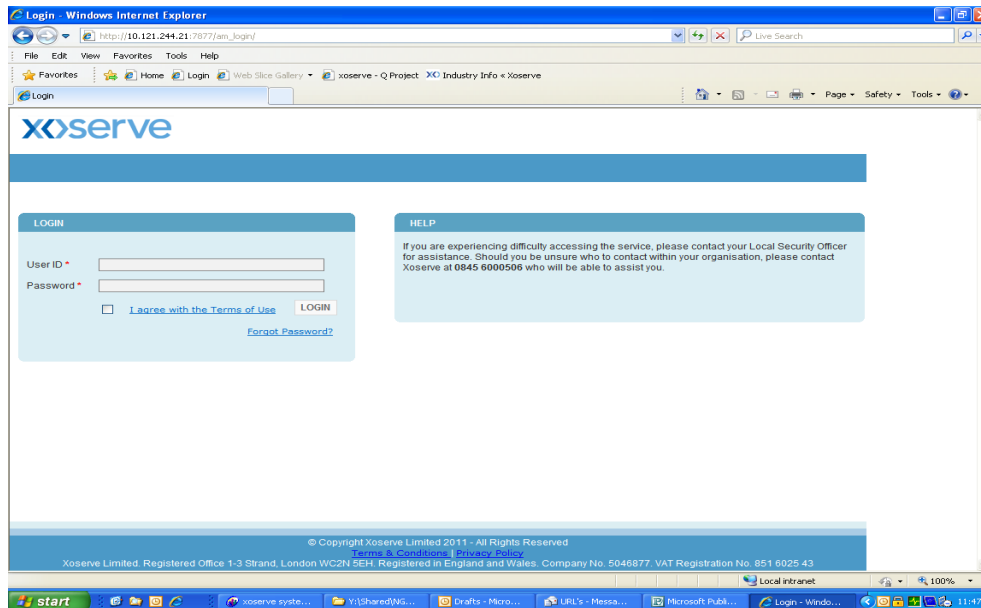 Login - Windows Internet Explorer
http://10.121.244.21:7877/am_login/
Live Search
File Edit View Favorites Tools Help
Favorites Home Login Web Slice Gallery xoserve - Q Project XO Industry Info « Xoserve
Login
Page Safety Tools
xoserve
LOGIN
User ID *
Password *
I agree with the Terms of Use LOGIN
Forgot Password?
HELP
If you are experiencing difficulty accessing the service, please contact your Local Security Officer
for assistance. Should you be unsure who to contact within your organisation, please contact
Xoserve at 0845 6000506 who will be able to assist you.
© Copyright Xoserve Limited 2011 - All Rights Reserved
Terms & Conditions | Privacy Policy
Xoserve Limited. Registered Office 1-3 Strand, London WC2N 5EH. Registered in England and Wales. Company No. 5046877. VAT Registration No. 851 6025 43
Local intranet 100%
start xoserve syste... Y:\Shared\NG... Drafts - Micro... URL's - Messa... Microsoft Publi... Login - Windo... 11:47